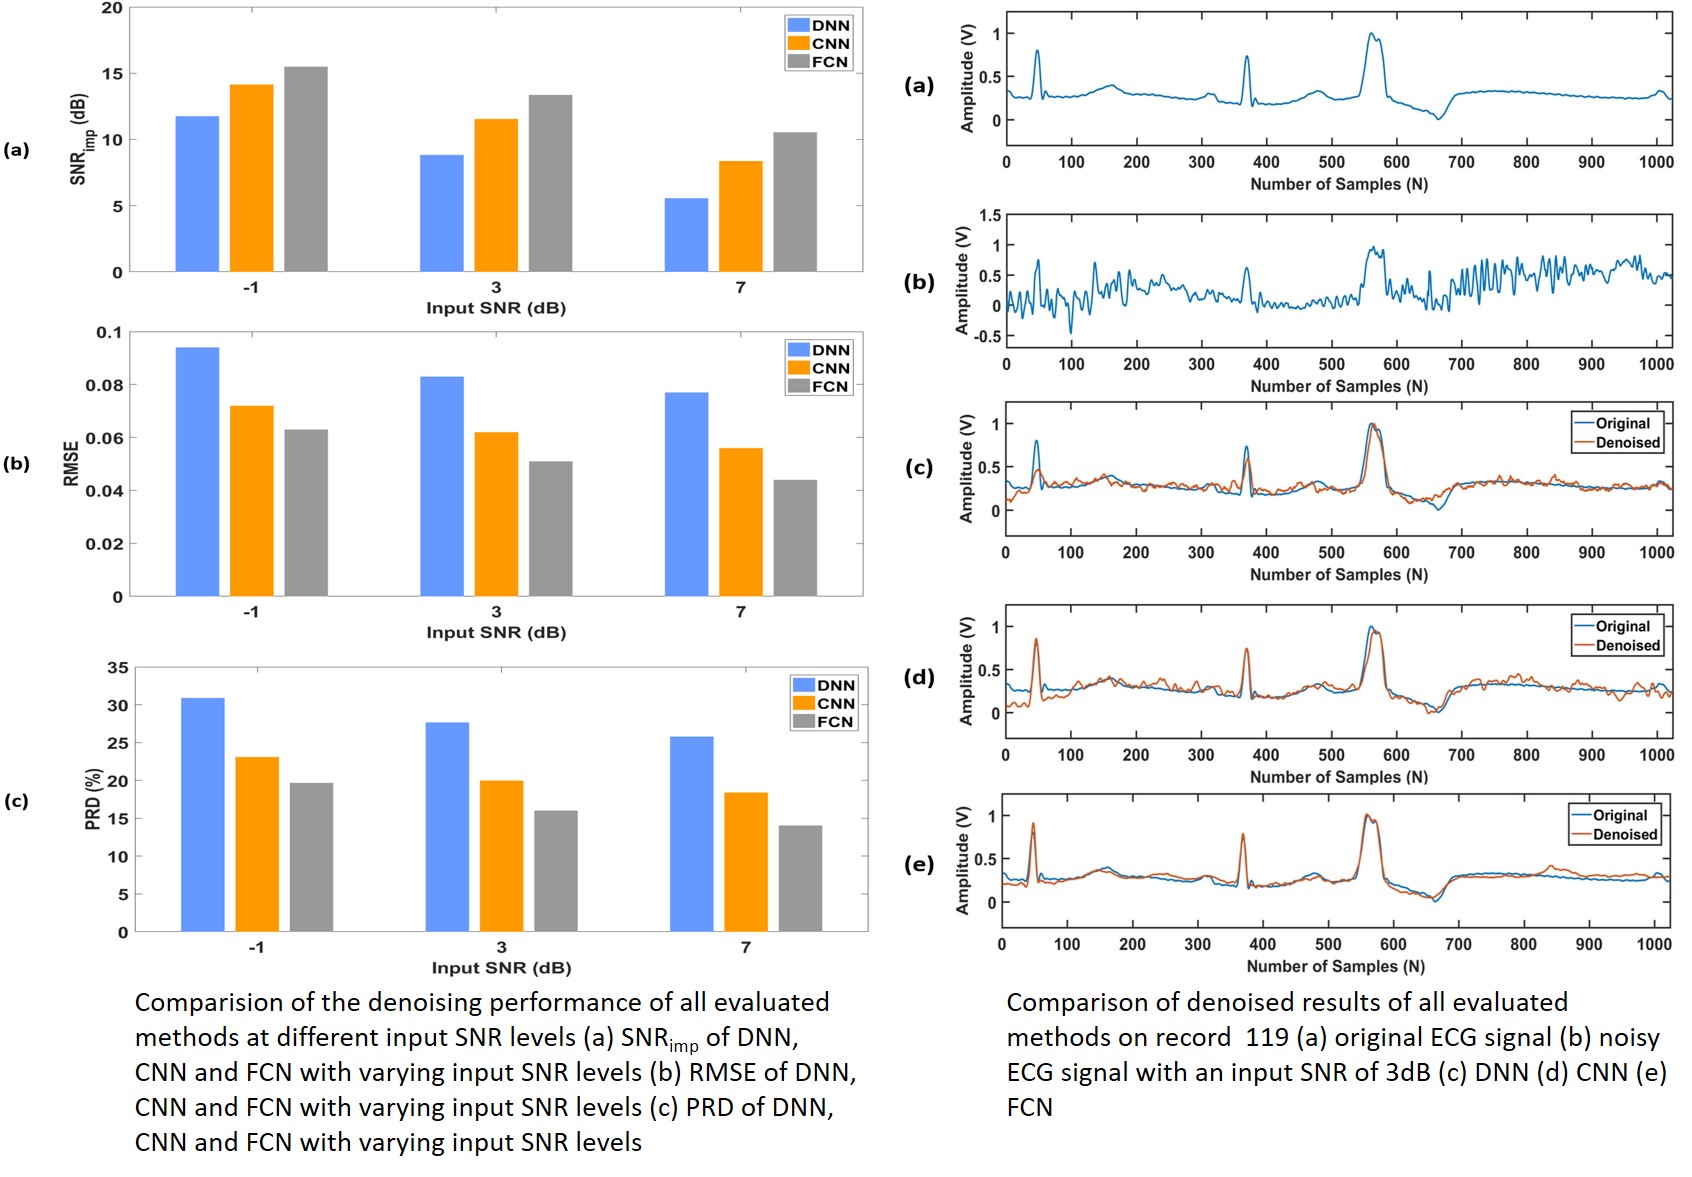 (a)
SNRimp (dB)
20
15
10
5
0
DNN
CNN
FCN
-1 3 7
Input SNR (dB)
(b)
RMSE
0.1
0.08
0.06
0.04
0.02
0
DNN
CNN
FCN
-1 3 7
Input SNR (dB)
(c)
PRD (%)
35
30
25
20
15
10
5
0
DNN
CNN
FCN
-1 3 7
Input SNR (dB)
Comparision of the denoising performance of all evaluated
methods at different input SNR levels (a) SNRimp of DNN,
CNN and FCN with varying input SNR levels (b) RMSE of DNN,
CNN and FCN with varying input SNR levels (c) PRD of DNN,
CNN and FCN with varying input SNR levels
(a)
Amplitude (V)
1
0.5
0
0 100 200 300 400 500 600 700 800 900 1000
Number of Samples (N)
(b)
Amplitude (V)
1.5
1
0.5
0
-0.5
0 100 200 300 400 500 600 700 800 900 1000
Number of Samples (N)
(c)
Amplitude (V)
1
0.5
0
Original
Denoised
0 100 200 300 400 500 600 700 800 900 1000
Number of Samples (N)
(d)
Amplitude (V)
1
0.5
0
Original
Denoised
0 100 200 300 400 500 600 700 800 900 1000
Number of Samples (N)
(e)
Amplitude (V)
1
0.5
0
Original
Denoised
0 100 200 300 400 500 600 700 800 900 1000
Number of Samples (N)
Comparison of denoised results of all evaluated
methods on record 119 (a) original ECG signal (b) noisy
ECG signal with an input SNR of 3dB (c) DNN (d) CNN (e)
FCN